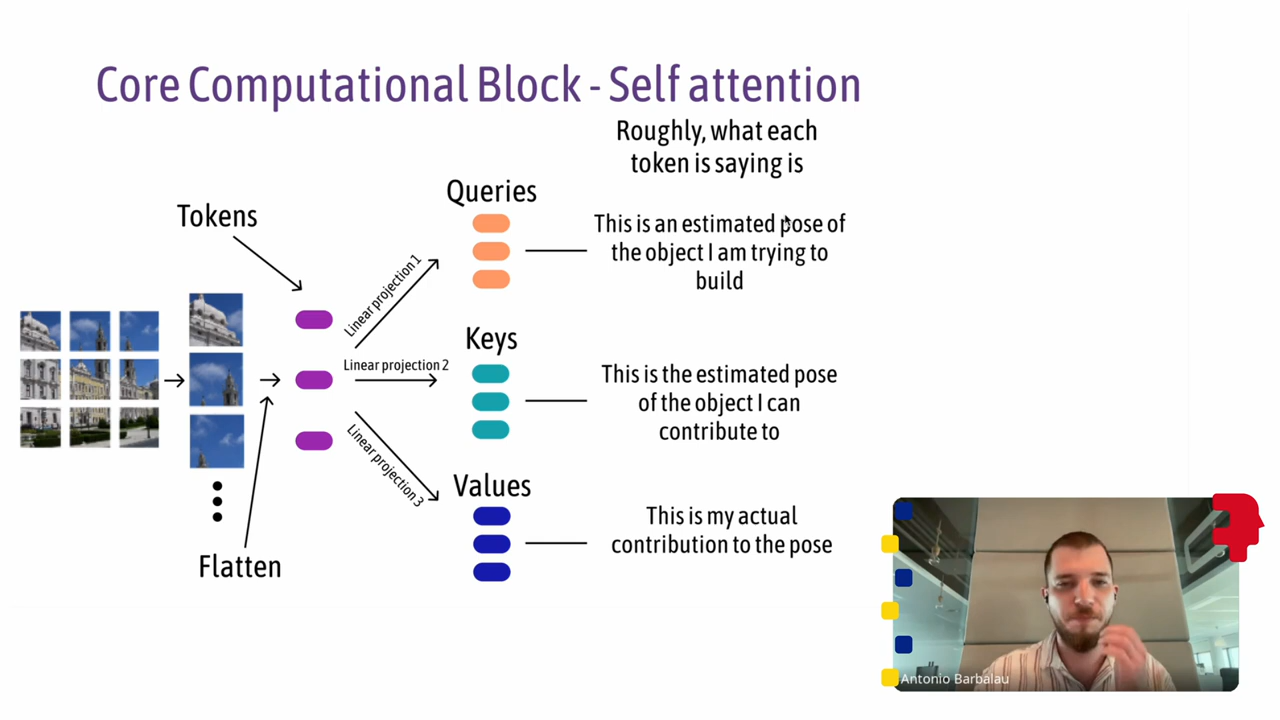 Core Computational Block - Self attention
Roughly, what each
token is saying is
Queries
Tokens
This is an estimated pose of
the object I am trying to
build
Linear projection 1
Keys
Linear projection 2
This is the estimated pose
of the object I can
contribute to
Linear projection 3
Values
This is my actual
contribution to the pose
Flatten
Antonio Barbalau